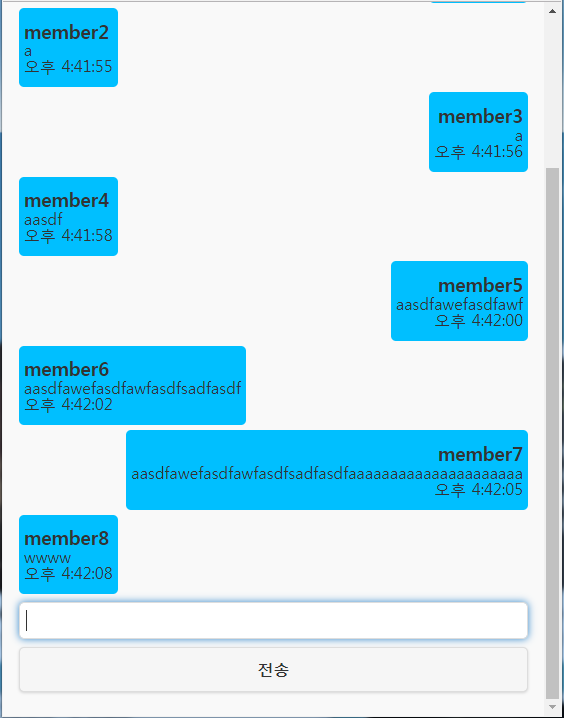 member2
a
오후 4:41:55
member3
a
오후 4:41:56
member4
aasdf
오후 4:41:58
member5
aasdfawefasdfawf
오후 4:42:00
member6
aasdfawefasdfawfasdfsadfasdf
오후 4:42:02
member7
aasdfawefasdfawfasdfsadfasdfaaaaaaaaaaaaaaaaaaaaa
오후 4:42:05
member8
wwww
오후 4:42:08
전송